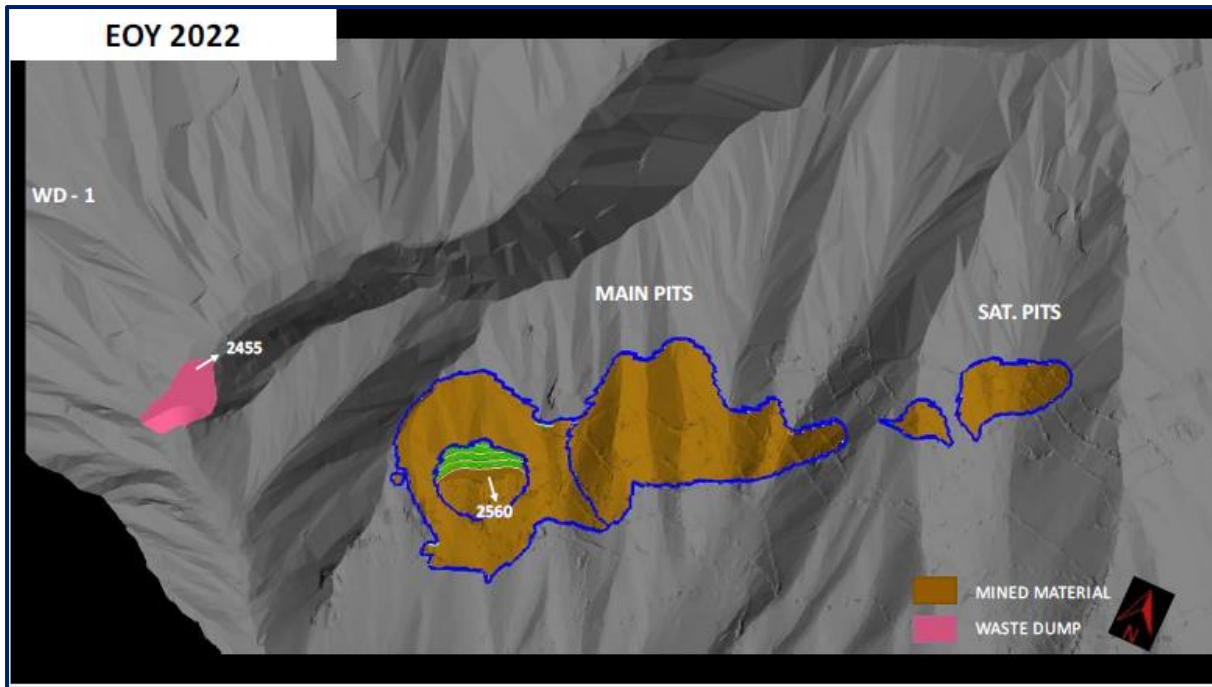 EOY 2022
WD - 1
MAIN PITS
SAT. PITS
2455
2560
MINED MATERIAL
WASTE DUMP
N